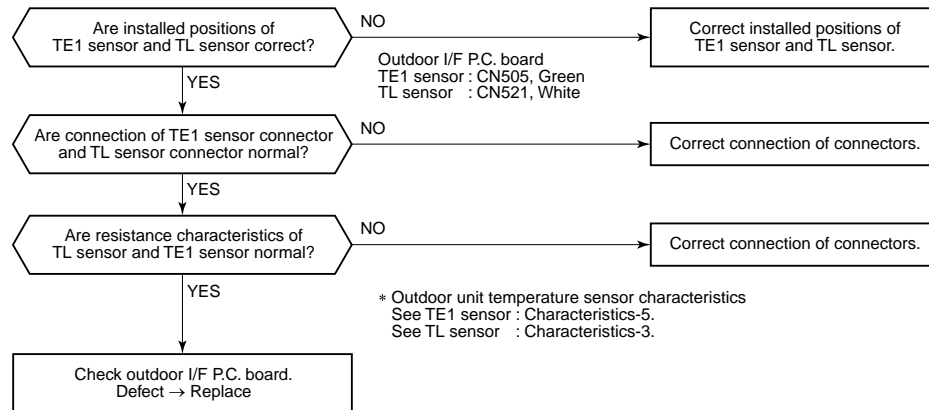 Are installed positions of
TE1 sensor and TL sensor correct?
NO
Correct installed positions of
TE1 sensor and TL sensor.
Outdoor I/F P.C. board
TE1 sensor : CN505, Green
TL sensor : CN521, White
YES
Are connection of TE1 sensor connector
and TL sensor connector normal?
NO
Correct connection of connectors.
YES
Are resistance characteristics of
TL sensor and TE1 sensor normal?
NO
Correct connection of connectors.
YES
* Outdoor unit temperature sensor characteristics
See TE1 sensor : Characteristics-5.
See TL sensor : Characteristics-3.
Check outdoor I/F P.C. board.
Defect → Replace